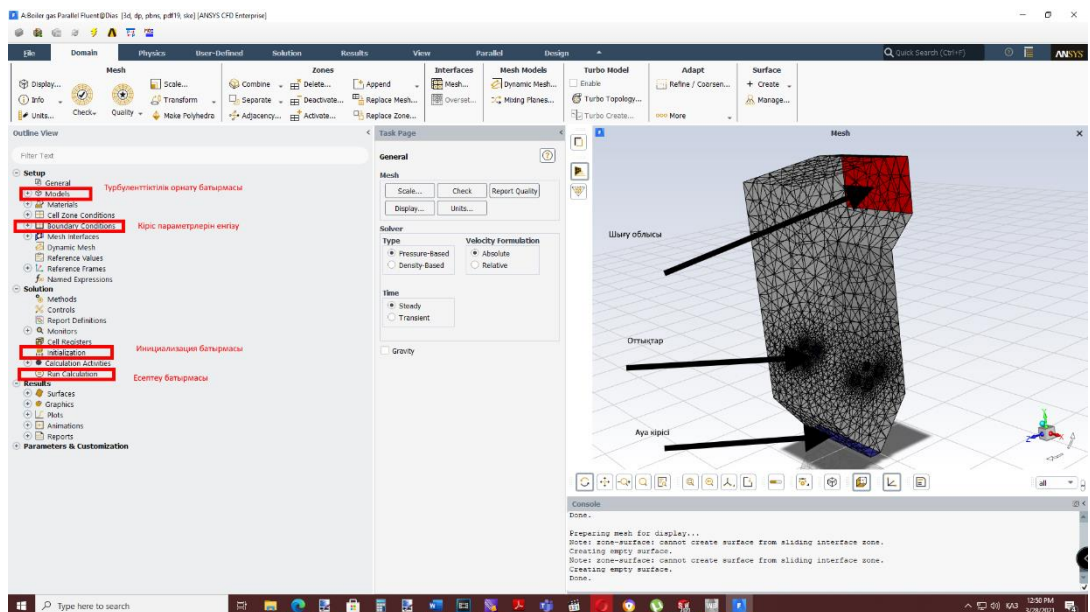 A:Boiler gas Parallel Fluent@Dias [3d, dp, pbns, pdf19, ske] [ANSYS CFD Enterprise]
File Domain Physics User-Defined Solution Results View Parallel Design Quick Search (Ctrl+F) ANSYS
Mesh Zones Interfaces Mesh Models Turbo Model Adapt Surface
Display... Scale... Combine Delete... Append Mesh... Dynamic Mesh... Enable Refine / Coarsen... + Create
Info Transform Separate Deactivate... Replace Mesh... Overset... Mixing Planes... Turbo Topology... Manage...
Units... Check Quality Make Polyhedra Adjacency... Activate... Replace Zone... Turbo Create... More
Outline View
Filter Text
Setup
General
Models
Турбуленттіктілік орнату батырмасы
Materials
Cell Zone Conditions
Boundary Conditions
Кіріс параметрлерін енгізу
Mesh Interfaces
Dynamic Mesh
Reference Values
Reference Frames
Named Expressions
Solution
Methods
Controls
Report Definitions
Monitors
Cell Registers
Initialization
Инициализация батырмасы
Calculation Activities
Run Calculation
Есептеу батырмасы
Results
Surfaces
Graphics
Plots
Animations
Reports
Parameters & Customization
Task Page
General
Mesh
Scale... Check Report Quality
Display... Units...
Solver
Type Velocity Formulation
Pressure-Based Absolute
Density-Based Relative
Time
Steady
Transient
Gravity
Mesh
Шығу облысы
Оттықтар
Ауа кірісі
all
Console
Done.
Preparing mesh for display...
Note: zone-surface: cannot create surface from sliding interface zone.
Creating empty surface.
Note: zone-surface: cannot create surface from sliding interface zone.
Creating empty surface.
Done.
Type here to search
ҚАЗ 12:50 PM
3/28/2021